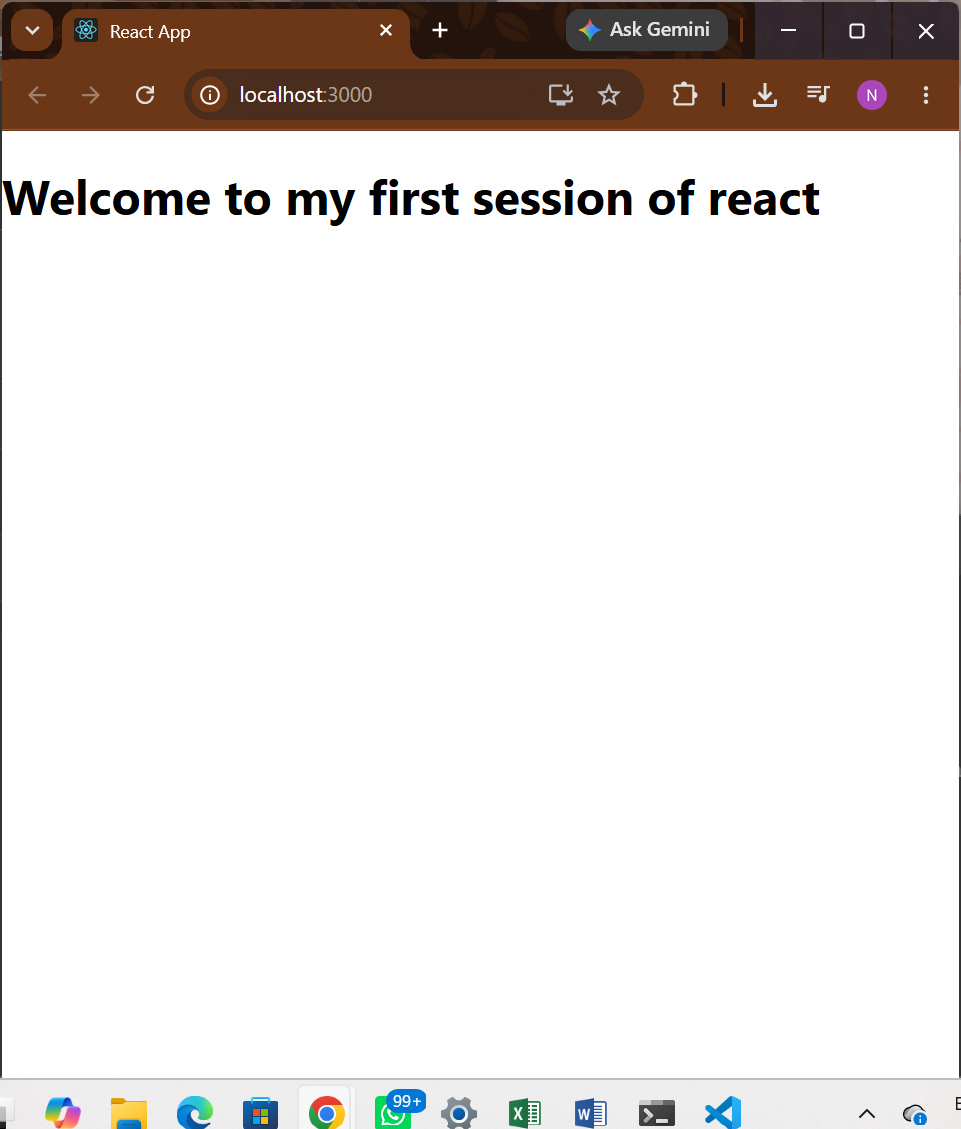 React App
Ask Gemini
localhost:3000
N
Welcome to my first session of react
99+